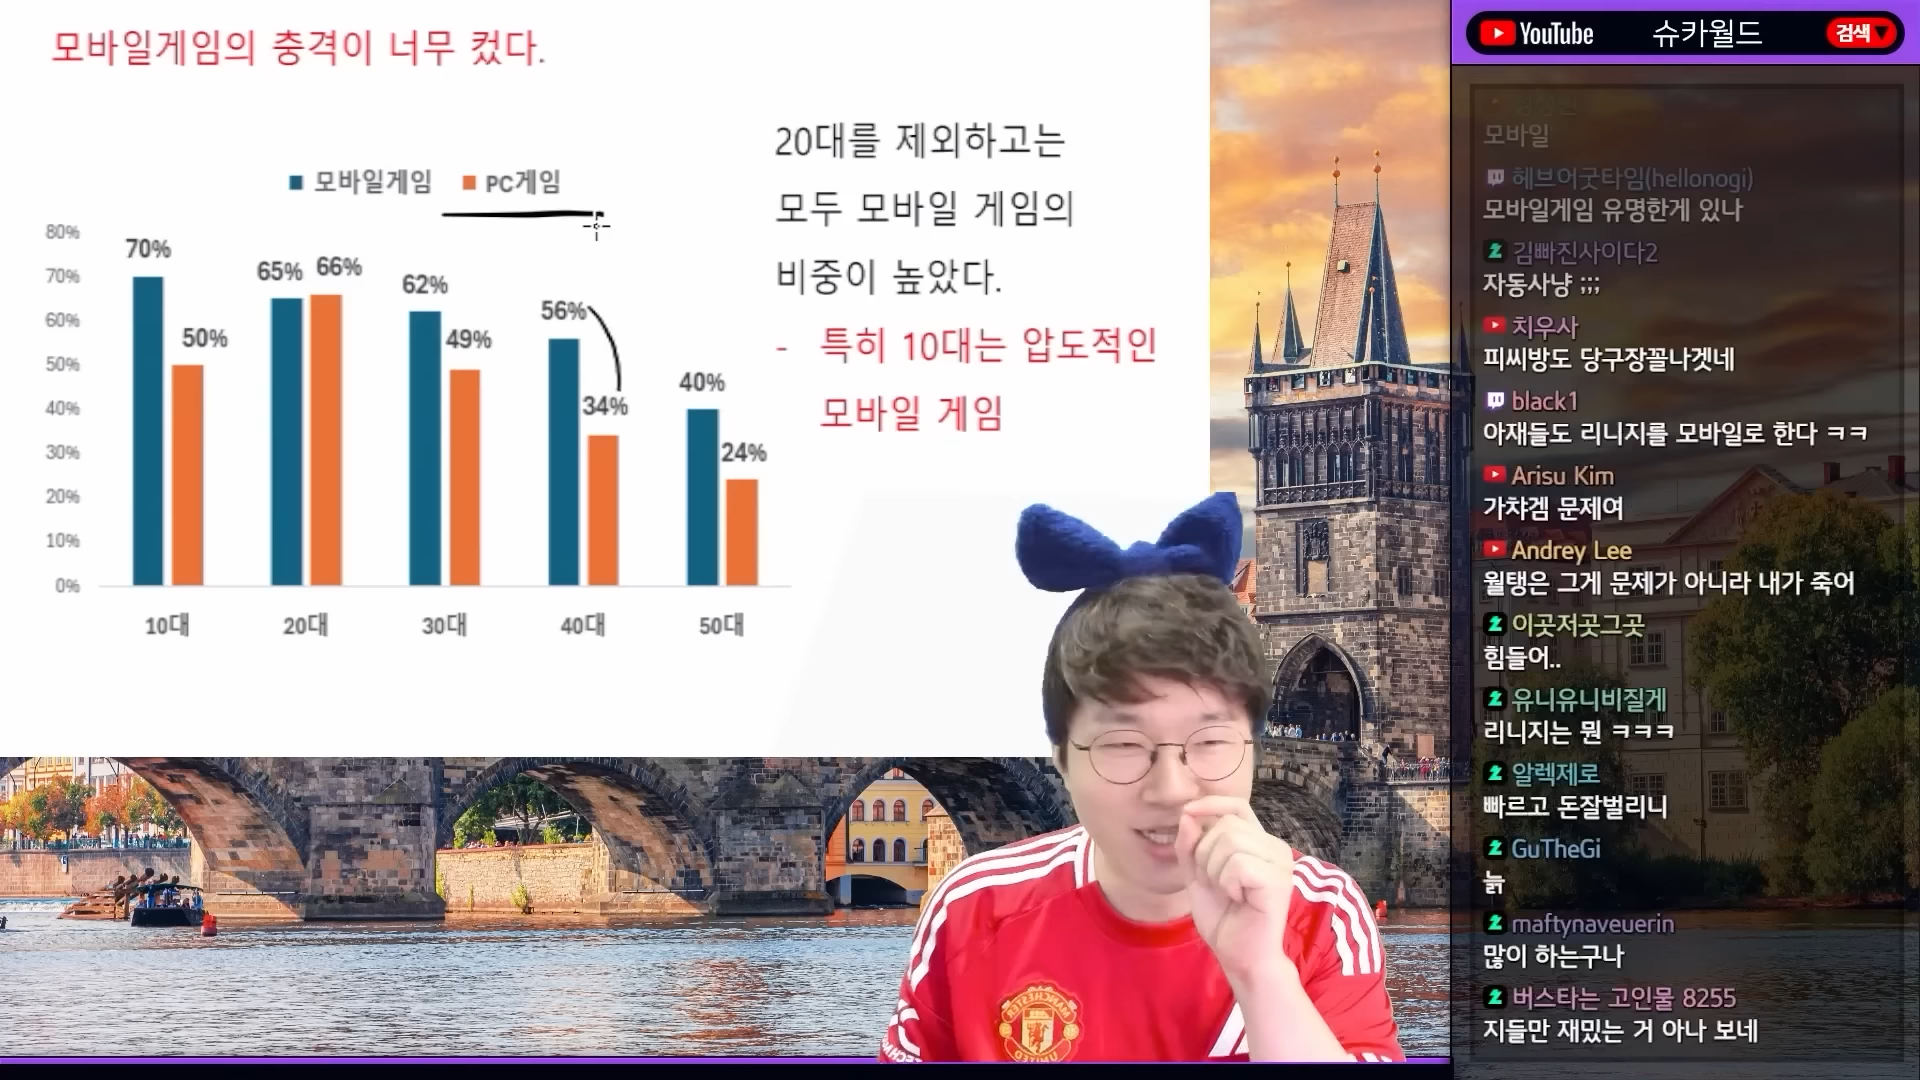 모바일게임의 충격이 너무 컸다.
모바일게임 PC게임
80%
70%
60%
50%
40%
30%
20%
10%
0%
70%
50%
65%
66%
62%
49%
56%
34%
40%
24%
10대 20대 30대 40대 50대
20대를 제외하고는
모두 모바일 게임의
비중이 높았다.
- 특히 10대는 압도적인
모바일 게임
YouTube 슈카월드 검색
모바일
헤브어굿타임(hellonogi)
모바일게임 유명한게 있나
김빠진사이다2
자동사냥 ;;;
치우사
피씨방도 당구장꼴나겟네
black1
아재들도 리니지를 모바일로 한다 ㅋㅋ
Arisu Kim
가챠겜 문제여
Andrey Lee
월탱은 그게 문제가 아니라 내가 죽어
이곳저곳그곳
힘들어..
유니유니비질게
리니지는 뭔 ㅋㅋㅋ
알렉제로
빠르고 돈잘벌리니
GuTheGi
늙
maftynaveuerin
많이 하는구나
버스타는 고인물 8255
지들만 재밌는 거 아나 보네
MANCHESTER
UNITED